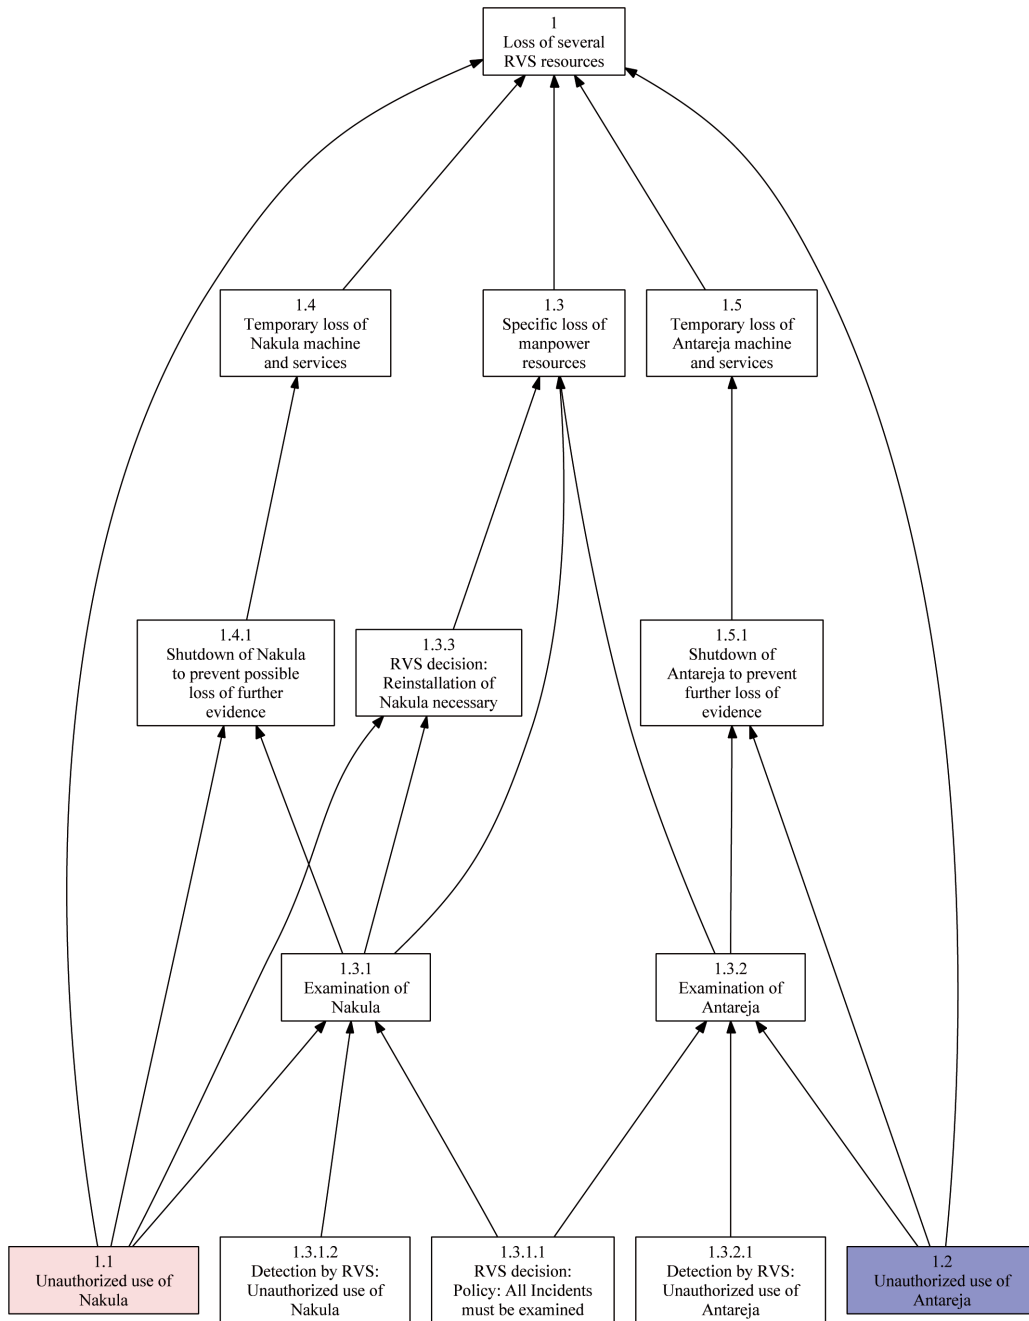 1
Loss of several
RVS resources
1.4
Temporary loss of
Nakula machine
and services
1.3
Specific loss of
manpower
resources
1.5
Temporary loss of
Antareja machine
and services
1.4.1
Shutdown of Nakula
to prevent possible
loss of further
evidence
1.3.3
RVS decision:
Reinstallation of
Nakula necessary
1.5.1
Shutdown of
Antareja to prevent
further loss of
evidence
1.3.1
Examination of
Nakula
1.3.2
Examination of
Antareja
1.1
Unauthorized use of
Nakula
1.3.1.2
Detection by RVS:
Unauthorized use of
Nakula
1.3.1.1
RVS decision:
Policy: All Incidents
must be examined
1.3.2.1
Detection by RVS:
Unauthorized use of
Antareja
1.2
Unauthorized use of
Antareja